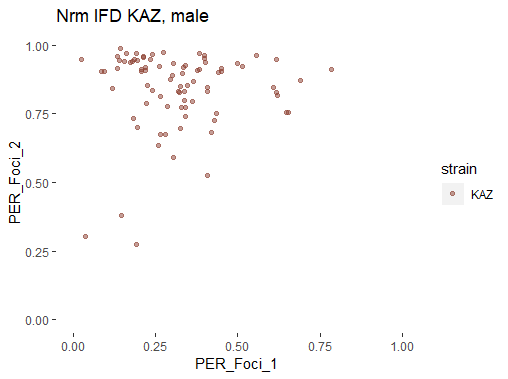 Nrm IFD KAZ, male
1.00
0.75
0.50
0.25
0.00
PER_Foci_2
0.00 0.25 0.50 0.75 1.00
PER_Foci_1
strain
KAZ